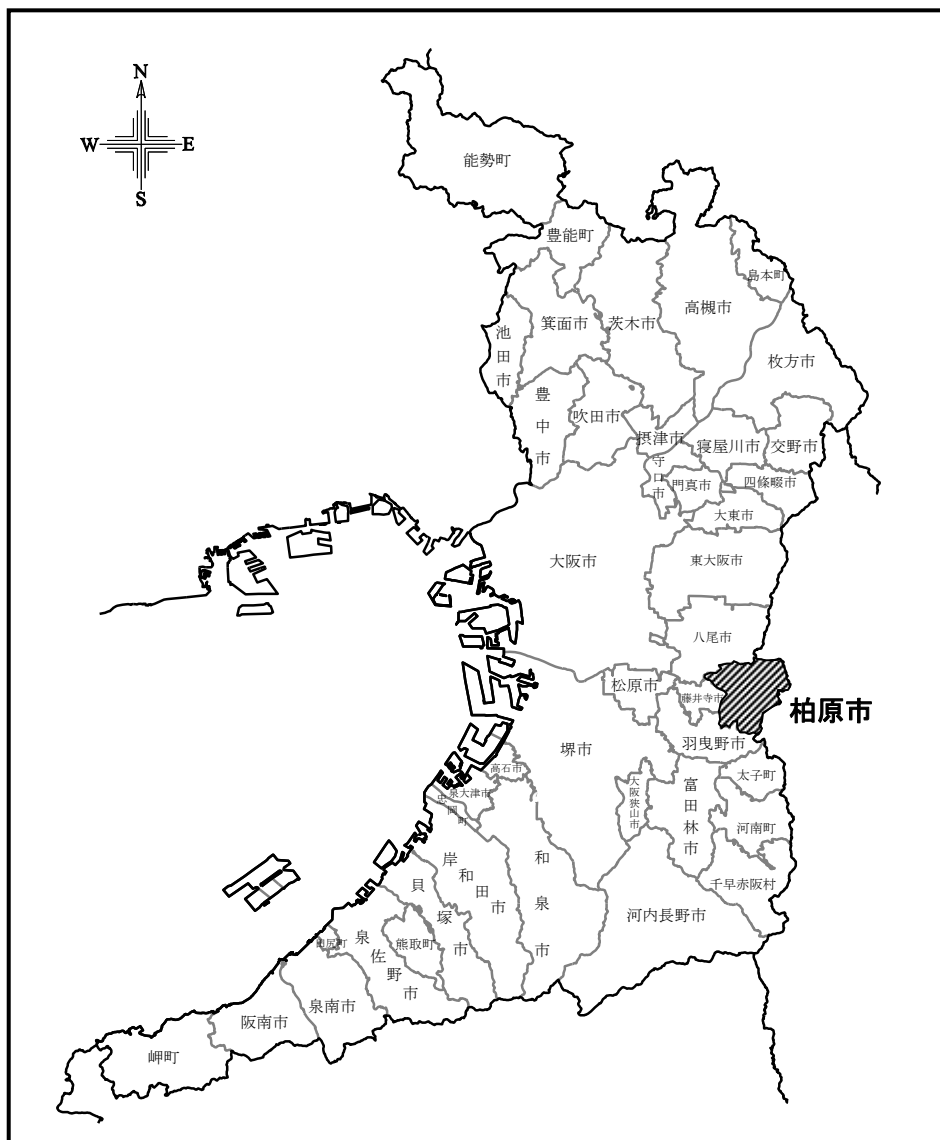 N
W E
S
能勢町
豊能町
島本町
高槻市
茨木市
箕面市
池田市
枚方市
豊中市
吹田市
摂津市
寝屋川市
交野市
守口市
門真市
四條畷市
大東市
大阪市
東大阪市
八尾市
松原市
藤井寺市
柏原市
羽曳野市
堺市
高石市
太子町
大阪狭山市
富田林市
泉大津市
忠岡町
河南町
和泉市
岸和田市
千早赤阪村
貝塚市
河内長野市
熊取町
泉佐野市
泉南市
阪南市
岬町